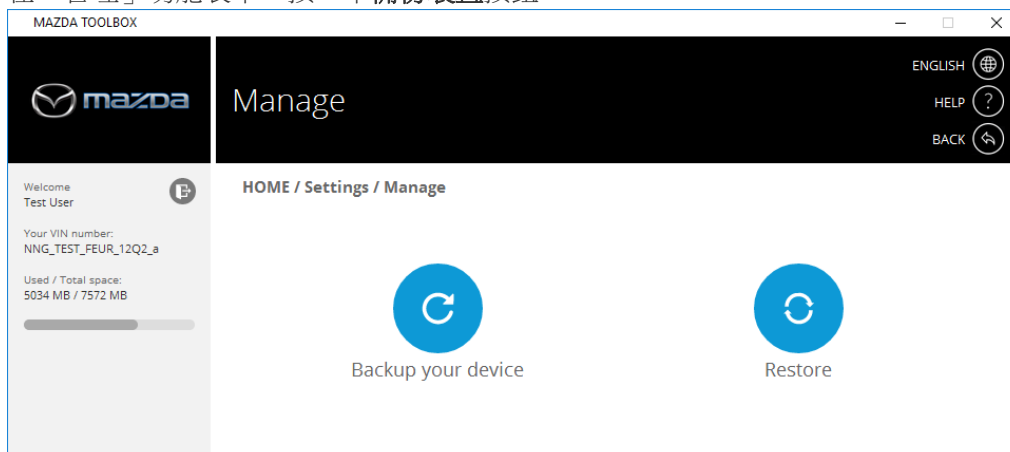 MAZDA TOOLBOX
mazda
Manage
ENGLISH
HELP
BACK
Welcome
Test User
Your VIN number:
NNG_TEST_FEUR_12Q2_a
Used / Total space:
5034 MB / 7572 MB
HOME / Settings / Manage
Backup your device
Restore